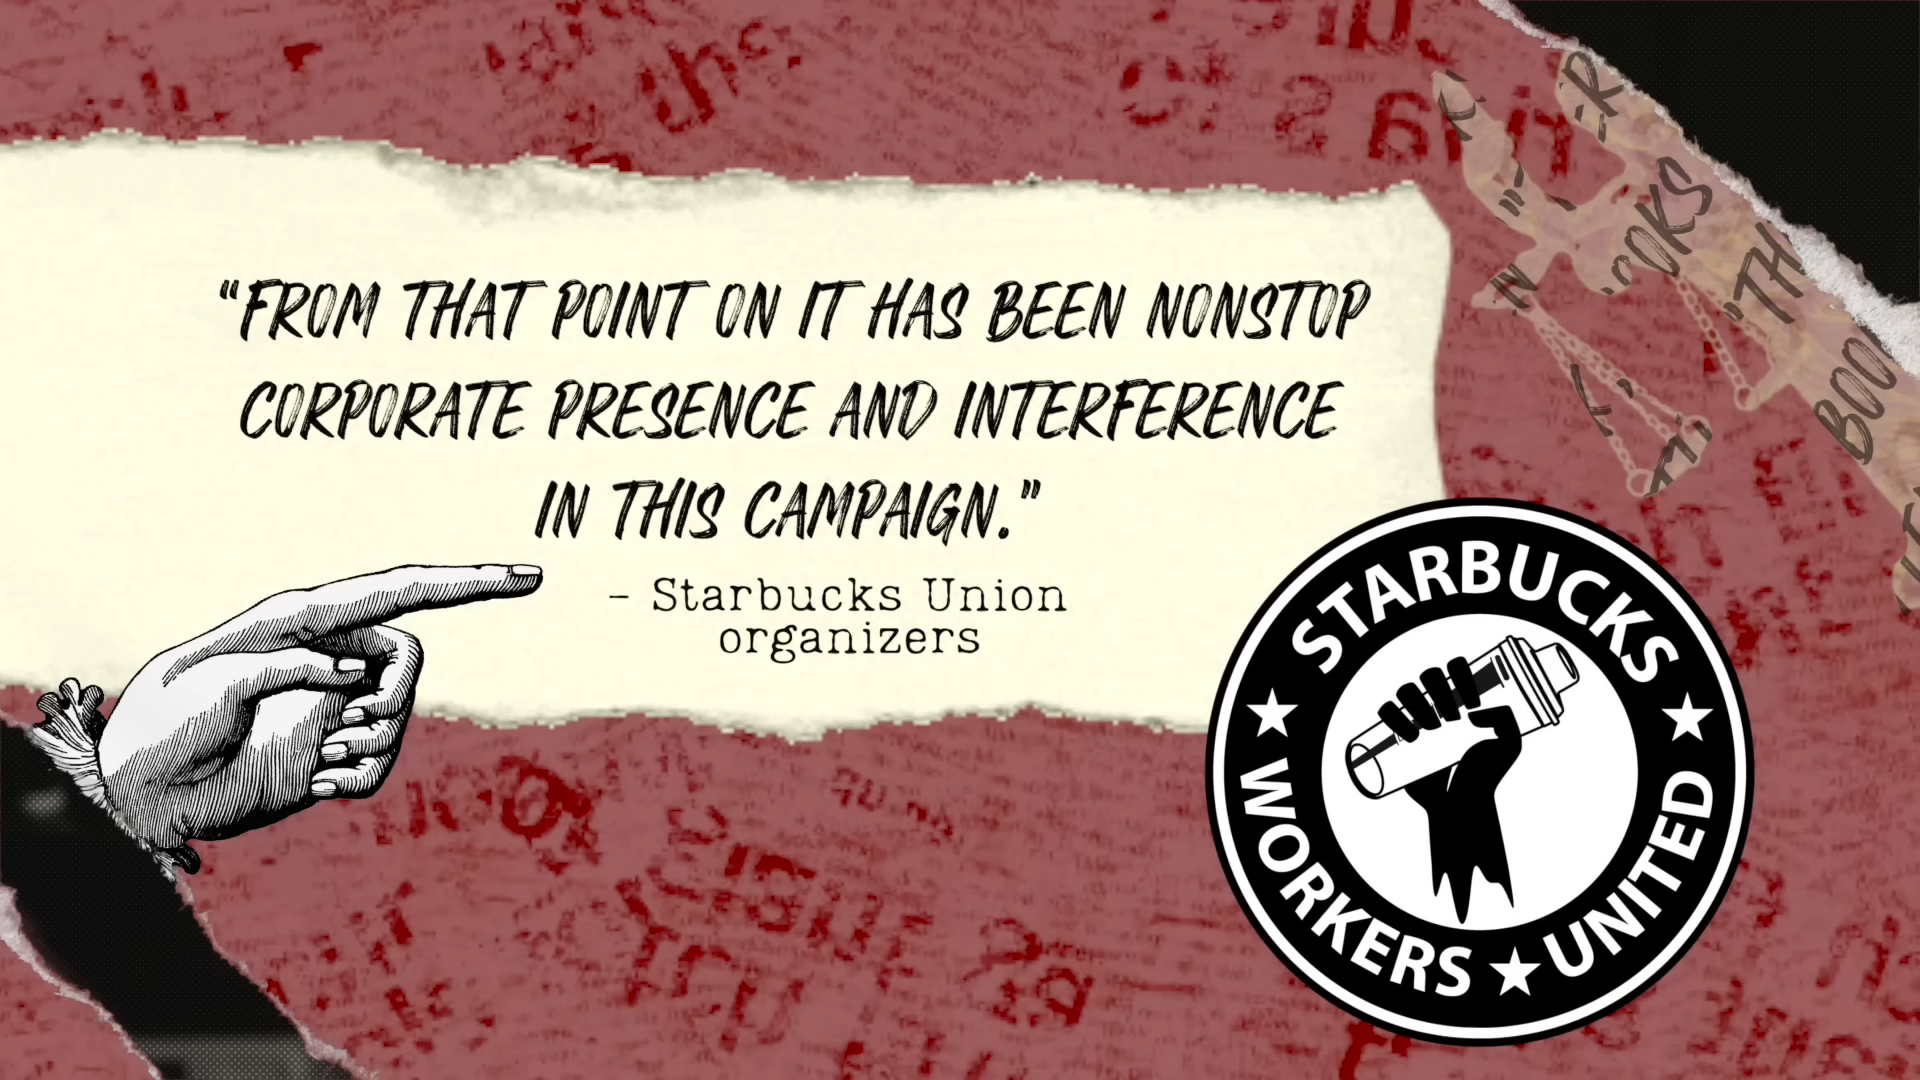 “FROM THAT POINT ON IT HAS BEEN NONSTOP
CORPORATE PRESENCE AND INTERFERENCE
IN THIS CAMPAIGN.”
- Starbucks Union
organizers
STARBUCKS
WORKERS ★ UNITED